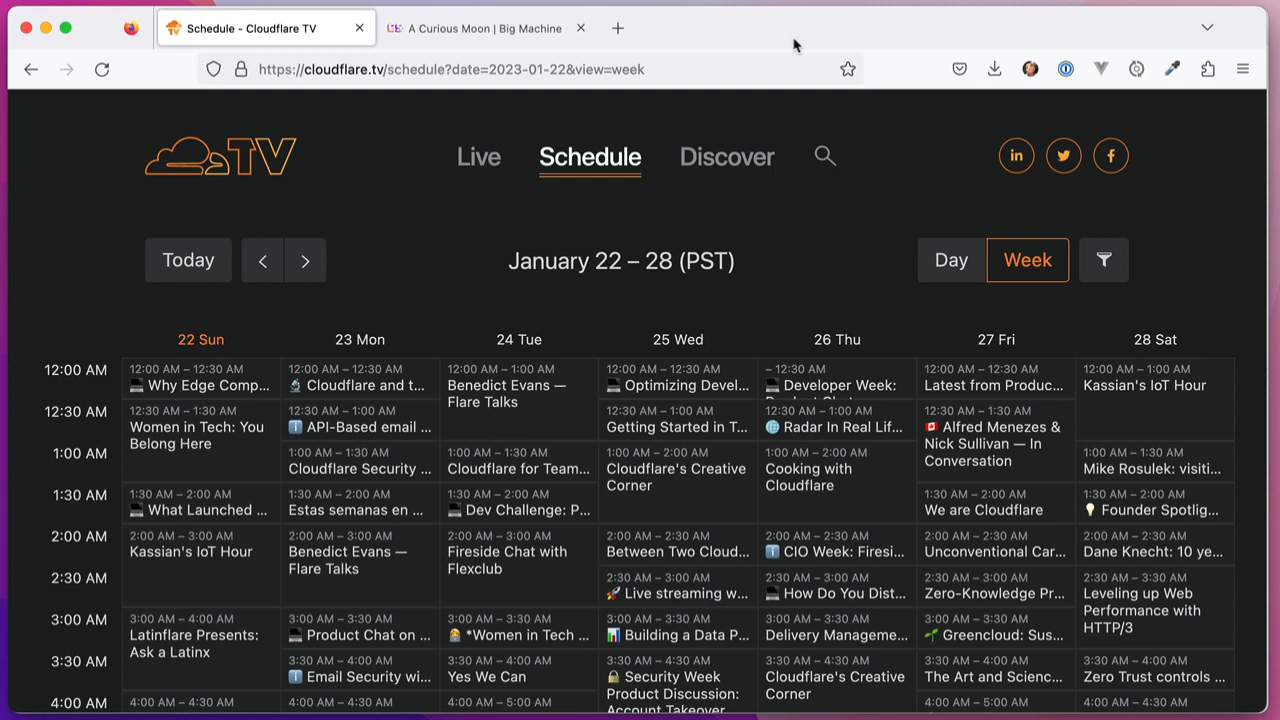 Schedule - Cloudflare TV
A Curious Moon | Big Machine
https://cloudflare.tv/schedule?date=2023-01-22&view=week
TV
Live
Schedule
Discover
in
f
Today
January 22 – 28 (PST)
Day
Week
22 Sun
23 Mon
24 Tue
25 Wed
26 Thu
27 Fri
28 Sat
12:00 AM
12:30 AM
1:00 AM
1:30 AM
2:00 AM
2:30 AM
3:00 AM
3:30 AM
4:00 AM
12:00 AM – 12:30 AM
Why Edge Comp...
12:30 AM – 1:30 AM
Women in Tech: You
Belong Here
1:30 AM – 2:00 AM
What Launched ...
2:00 AM – 3:00 AM
Kassian's IoT Hour
3:00 AM – 4:00 AM
Latinflare Presents:
Ask a Latinx
4:00 AM – 4:30 AM
12:00 AM – 12:30 AM
Cloudflare and t...
12:30 AM – 1:00 AM
API-Based email ...
1:00 AM – 1:30 AM
Cloudflare Security ...
1:30 AM – 2:00 AM
Estas semanas en ...
2:00 AM – 3:00 AM
Benedict Evans —
Flare Talks
3:00 AM – 3:30 AM
Product Chat on ...
3:30 AM – 4:00 AM
Email Security wi...
4:00 AM – 4:30 AM
12:00 AM – 1:00 AM
Benedict Evans —
Flare Talks
1:00 AM – 1:30 AM
Cloudflare for Team...
1:30 AM – 2:00 AM
Dev Challenge: P...
2:00 AM – 3:00 AM
Fireside Chat with
Flexclub
3:00 AM – 3:30 AM
*Women in Tech ...
3:30 AM – 4:00 AM
Yes We Can
4:00 AM – 5:00 AM
12:00 AM – 12:30 AM
Optimizing Devel...
12:30 AM – 1:00 AM
Getting Started in T...
1:00 AM – 2:00 AM
Cloudflare's Creative
Corner
2:00 AM – 2:30 AM
Between Two Cloud...
2:30 AM – 3:00 AM
Live streaming w...
3:00 AM – 3:30 AM
Building a Data P...
3:30 AM – 4:30 AM
Security Week
Product Discussion:
Account Takeover
– 12:30 AM
Developer Week:
Product Chat
12:30 AM – 1:00 AM
Radar In Real Lif...
1:00 AM – 2:00 AM
Cooking with
Cloudflare
2:00 AM – 2:30 AM
CIO Week: Firesi...
2:30 AM – 3:00 AM
How Do You Dist...
3:00 AM – 3:30 AM
Delivery Manageme...
3:30 AM – 4:30 AM
Cloudflare's Creative
Corner
12:00 AM – 12:30 AM
Latest from Produc...
12:30 AM – 1:30 AM
Alfred Menezes &
Nick Sullivan — In
Conversation
1:30 AM – 2:00 AM
We are Cloudflare
2:00 AM – 2:30 AM
Unconventional Car...
2:30 AM – 3:00 AM
Zero-Knowledge Pr...
3:00 AM – 3:30 AM
Greencloud: Sus...
3:30 AM – 4:00 AM
The Art and Scienc...
4:00 AM – 5:00 AM
12:00 AM – 1:00 AM
Kassian's IoT Hour
1:00 AM – 1:30 AM
Mike Rosulek: visiti...
1:30 AM – 2:00 AM
Founder Spotlig...
2:00 AM – 2:30 AM
Dane Knecht: 10 ye...
2:30 AM – 3:30 AM
Leveling up Web
Performance with
HTTP/3
3:30 AM – 4:00 AM
Zero Trust controls ...
4:00 AM – 4:30 AM